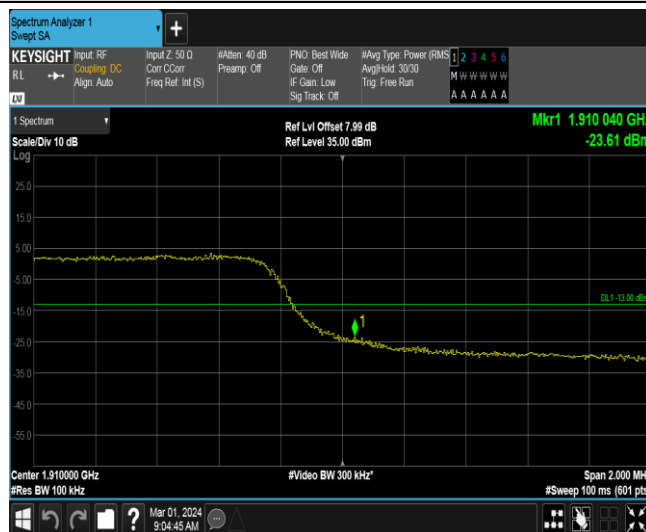 Spectrum Analyzer 1
Swept SA
KEYSIGHT
RL
LXI
Input: RF
Coupling: DC
Align: Auto
Input Z: 50 Ω
Corr CCorr
Freq Ref: Int (S)
#Atten: 40 dB
Preamp: Off
PNO: Best Wide
Gate: Off
IF Gain: Low
Sig Track: Off
#Avg Type: Power (RMS
Avg|Hold: 30/30
Trig: Free Run
1 2 3 4 5 6
M W W W W W
A A A A A A
1 Spectrum
Scale/Div 10 dB
Log
Ref Lvl Offset 7.99 dB
Ref Level 35.00 dBm
Mkr1 1.910 040 GHz
-23.61 dBm
25.0
15.0
5.00
-5.00
DL1 -13.00 dBm
-15.0
1
-25.0
-35.0
-45.0
-55.0
Center 1.910000 GHz
#Res BW 100 kHz
#Video BW 300 kHz*
Span 2.000 MH
#Sweep 100 ms (601 pts
?
Mar 01, 2024
9:04:45 AM